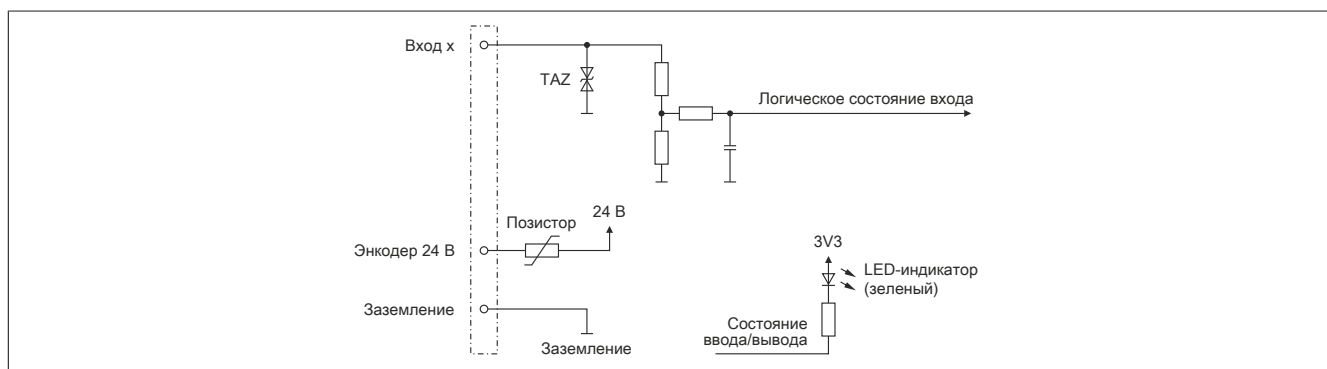 Вход x
TAZ
Логическое состояние входа
Позистор
24 В
Энкодер 24 В
3V3
LED-индикатор
(зеленый)
Заземление
Состояние
ввода/вывода
Заземление